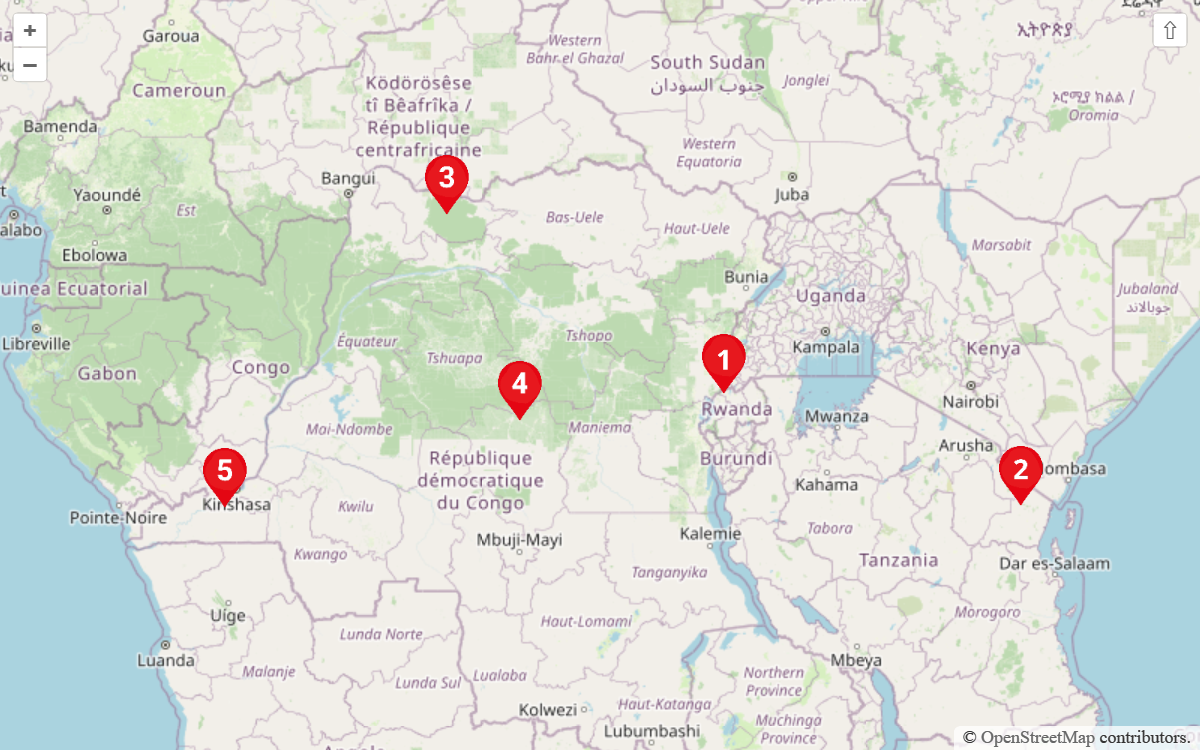 +
−
⇧
Garoua
Western
Bahr el Ghazal
South Sudan
جنوب السودان
Jonglei
ኢትዮጵያ
Cameroun
Ködörösêse
tî Bêafrîka /
République
centrafricaine
ኦሮሚያ ክልል /
Oromia
Bamenda
Western
Equatoria
3
Bangui
Juba
Yaoundé
Est
Bas-Uele
Haut-Uele
alabo
Ebolowa
Marsabit
uinea Ecuatorial
Bunia
Uganda
Jubaland
جوبالاند
Libreville
Équateur
Tshopo
Kampala
Kenya
Gabon
Congo
Tshuapa
4
1
Nairobi
Rwanda
Mwanza
Mai-Ndombe
Maniema
Arusha
5
République
démocratique
du Congo
Burundi
2
ombasa
Kahama
Kinshasa
Kwilu
Pointe-Noire
Kwango
Mbuji-Mayi
Kalemie
Tabora
Tanzania
Dar es-Salaam
Tanganyika
Uíge
Lunda Norte
Haut-Lomami
Morogoro
Luanda
Malanje
Lunda Sul
Lualaba
Northern
Province
Mbeya
Kolwezi
Haut-Katanga
Lubumbashi
Muchinga
Province
© OpenStreetMap contributors.